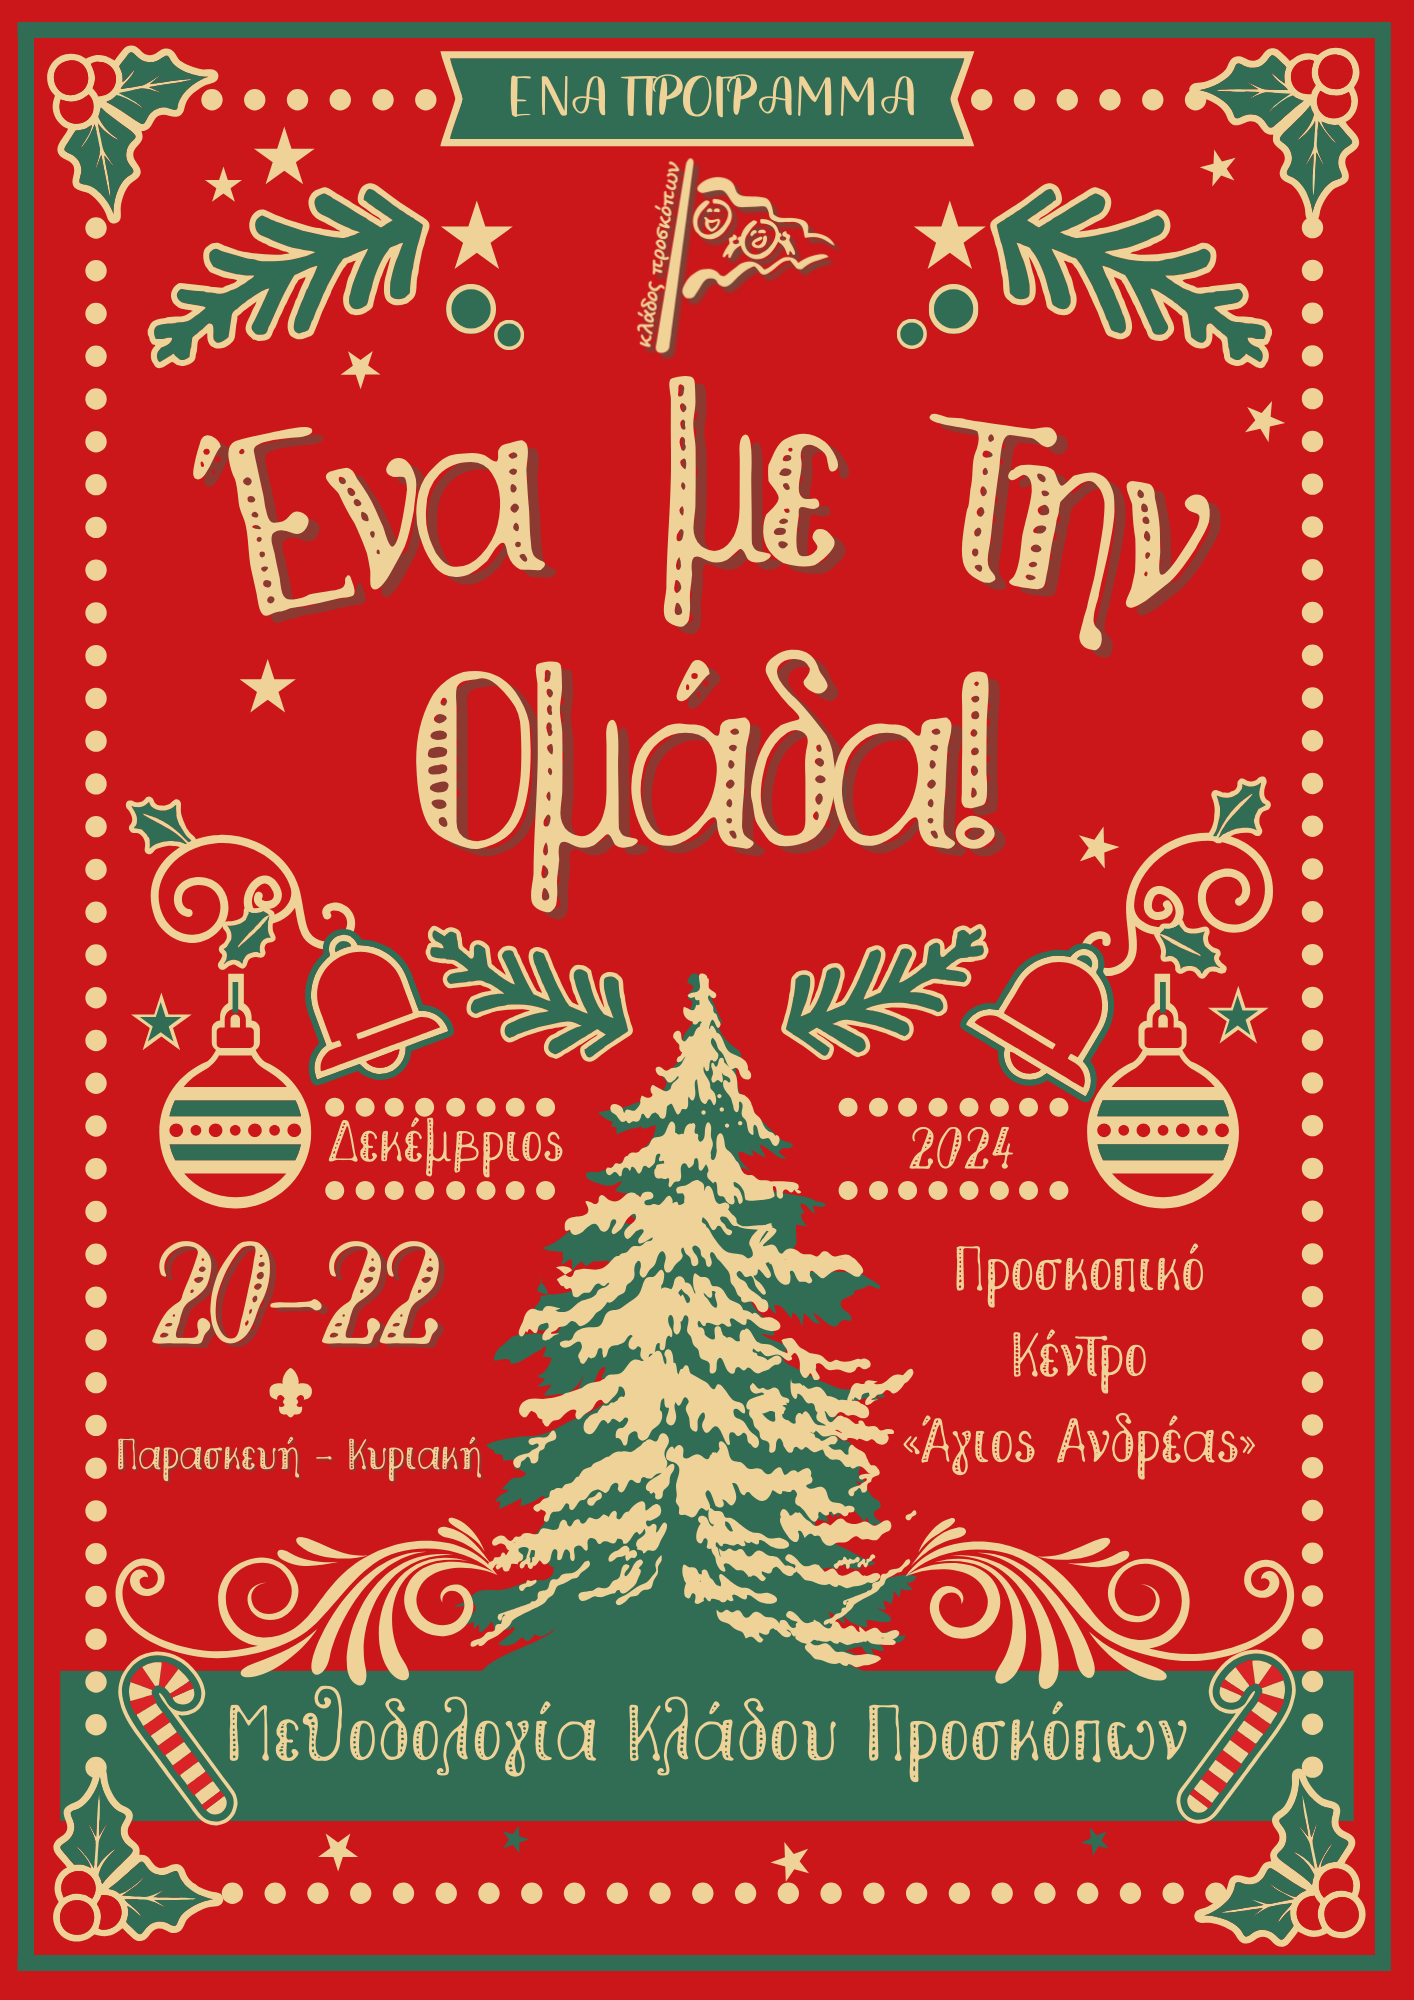 ΕΝΑ ΠΡΟΓΡΑΜΜΑ
κλάδος προσκόπων
Ένα με την
Ομάδα!
Δεκέμβριος
2024
20-22
Παρασκευή - Κυριακή
Προσκοπικό
Κέντρο
«Άγιος Ανδρέας»
Μεθοδολογία Κλάδου Προσκόπων